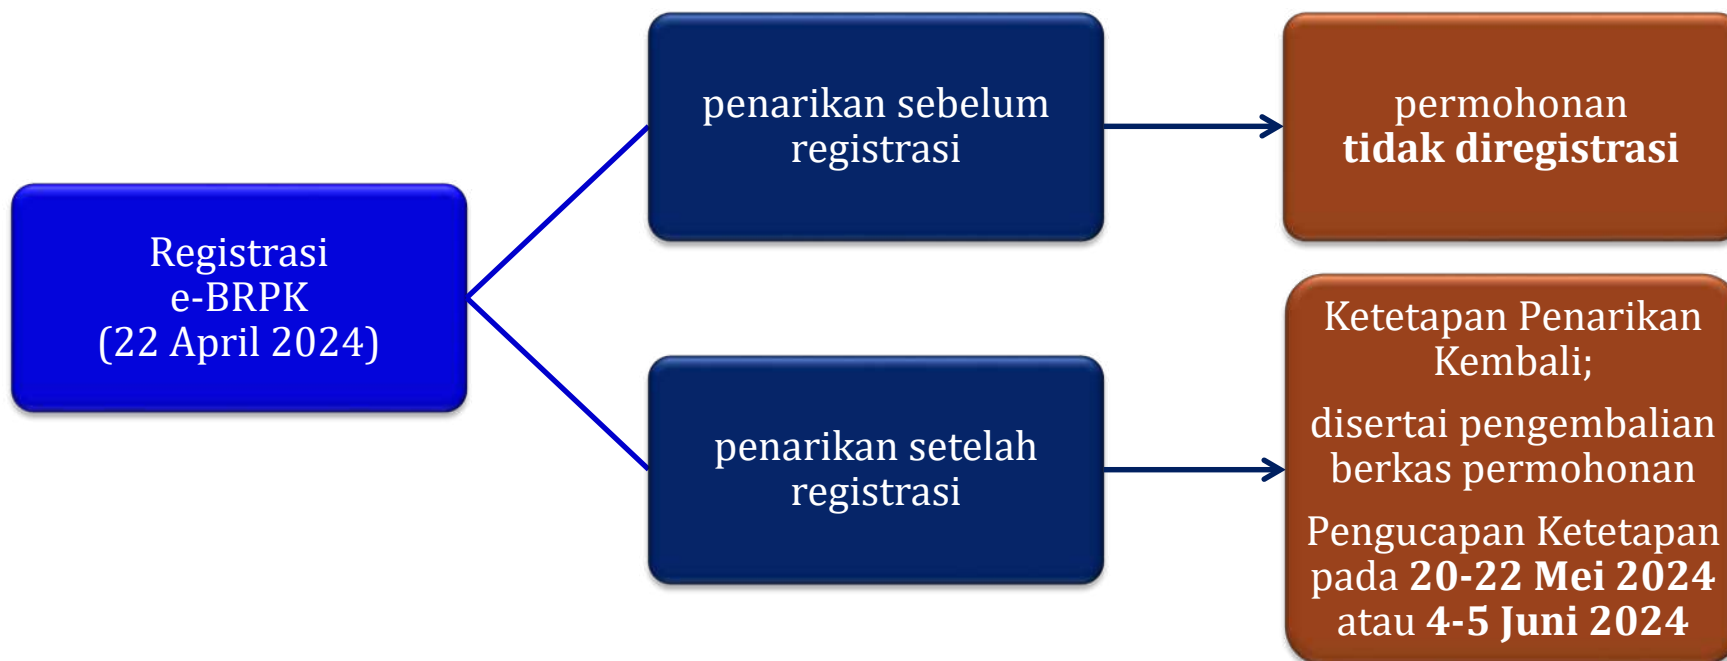 Registrasi
e-BRPK
(22 April 2024)
penarikan sebelum
registrasi
permohonan
tidak diregistrasi
penarikan setelah
registrasi
Ketetapan Penarikan
Kembali;
disertai pengembalian
berkas permohonan
Pengucapan Ketetapan
pada 20-22 Mei 2024
atau 4-5 Juni 2024